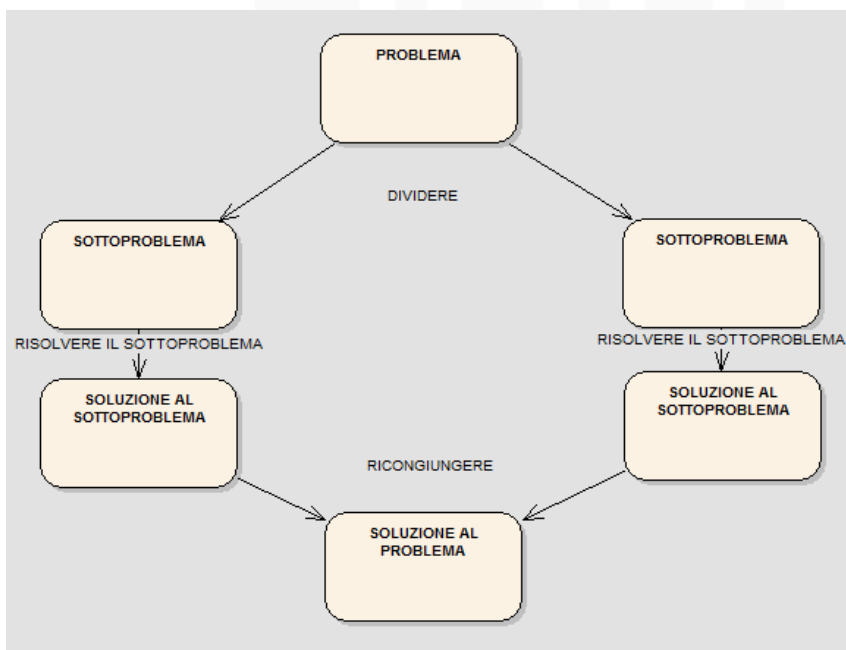 PROBLEMA
DIVIDERE
SOTTOPROBLEMA
SOTTOPROBLEMA
RISOLVERE IL SOTTOPROBLEMA
RISOLVERE IL SOTTOPROBLEMA
SOLUZIONE AL
SOTTOPROBLEMA
SOLUZIONE AL
SOTTOPROBLEMA
RICONGIUNGERE
SOLUZIONE AL
PROBLEMA